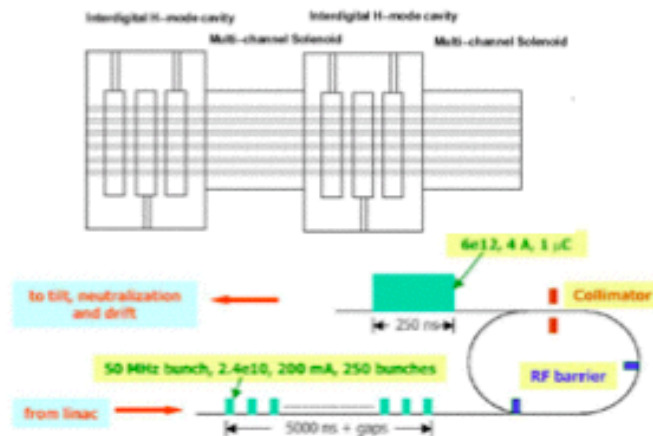 Interdigital H-mode cavity
Interdigital H-mode cavity
Multi-channel Solenoid
Multi-channel Solenoid
6e12, 4 A, 1 μC
to tilt, neutralization
and drift
Collimator
250 ns
50 MHz bunch, 2.4e10, 200 mA, 250 bunches
RF barrier
from linac
5000 ns + gaps